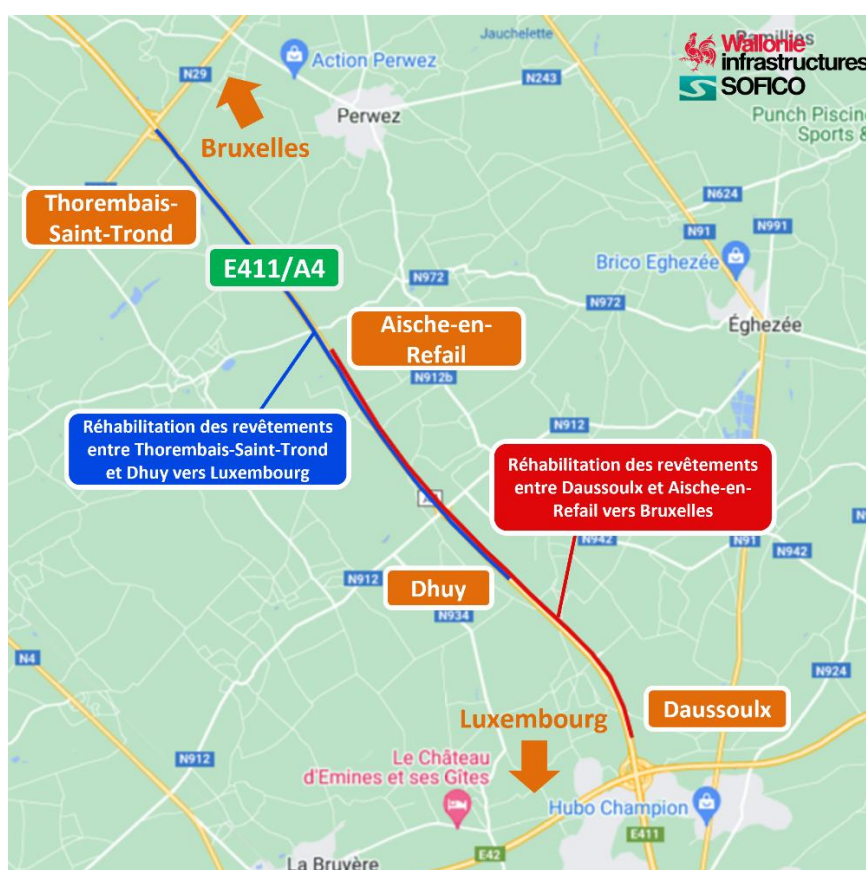 Jauchelette
Ramillies
Wallonie
infrastructures
SOFICO
N29
Action Perwez
N243
Perwez
Punch Piscin
Sports &
Bruxelles
N624
Thorembais-
Saint-Trond
N91
N991
E411/A4
Brico Eghezée
N972
N972
Aische-en-
Refail
Éghezée
N912b
Réhabilitation des revêtements
entre Thorembais-Saint-Trond
et Dhuy vers Luxembourg
N912
Réhabilitation des revêtements
entre Daussoulx et Aische-en-
Refail vers Bruxelles
N942
N91
N942
N912
Dhuy
N934
N4
N924
Luxembourg
Daussoulx
N912
Le Château
d'Emines et ses Gîtes
Hubo Champion
E411
E42
La Bruyère